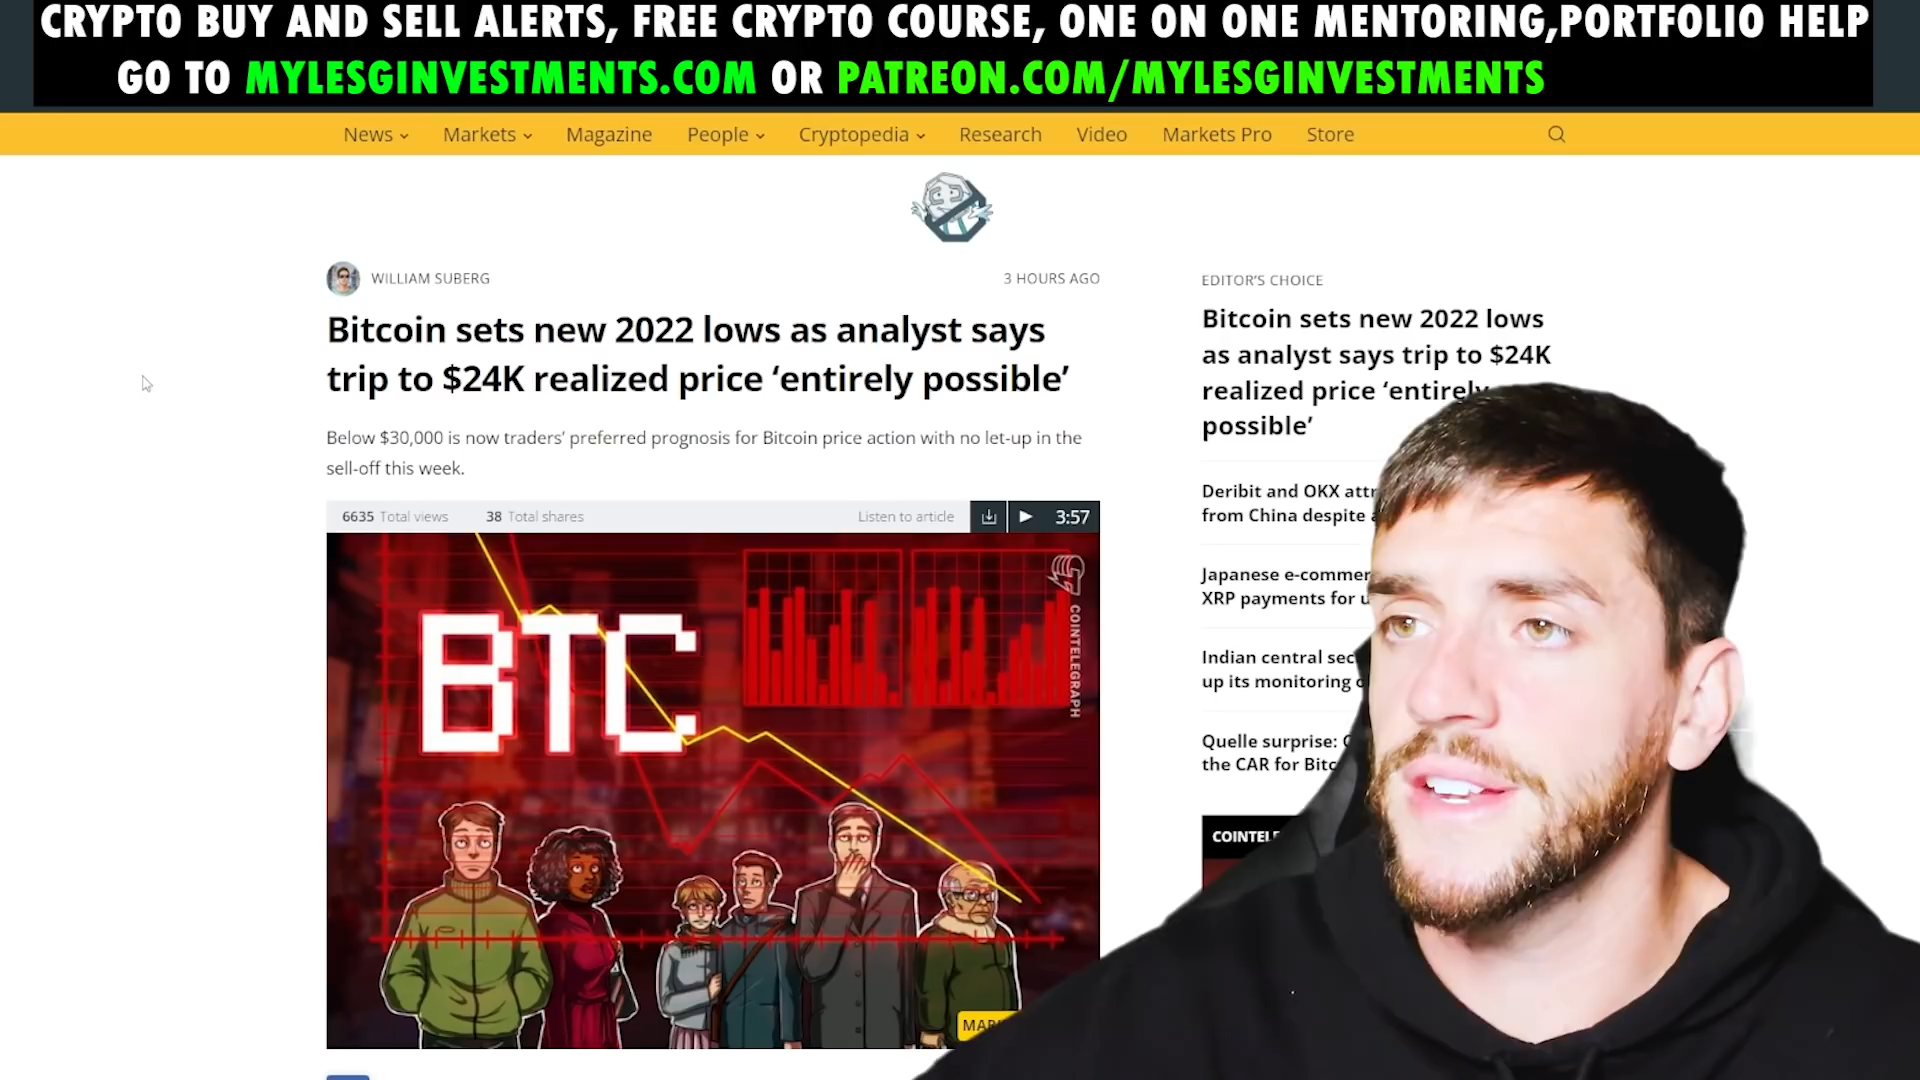 CRYPTO BUY AND SELL ALERTS, FREE CRYPTO COURSE, ONE ON ONE MENTORING,PORTFOLIO HELP
GO TO MYLESGINVESTMENTS.COM OR PATREON.COM/MYLESGINVESTMENTS
News Markets Magazine People Cryptopedia Research Video Markets Pro Store
WILLIAM SUBERG 3 HOURS AGO
Bitcoin sets new 2022 lows as analyst says
trip to $24K realized price ‘entirely possible’
Below $30,000 is now traders’ preferred prognosis for Bitcoin price action with no let-up in the
sell-off this week.
6635 Total views 38 Total shares Listen to article 3:57
BTC
COINTELEGRAPH
EDITOR’S CHOICE
Bitcoin sets new 2022 lows
as analyst says trip to $24K
realized price ‘entirely
possible’
Deribit and OKX
from China despite
Japanese
XRP payments for
Indian central
up its monitoring
Quelle surprise:
the CAR for